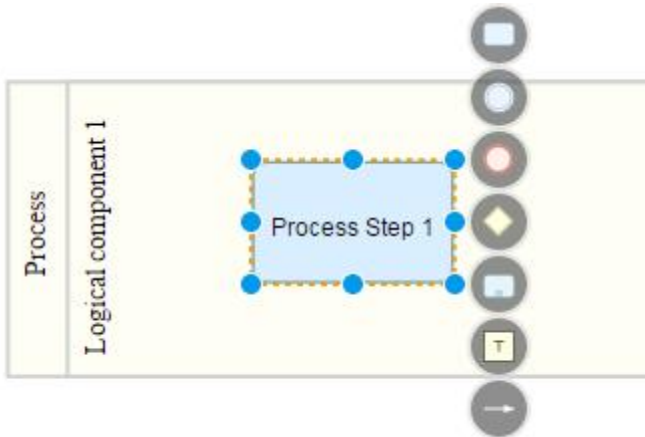 Process
Logical component 1
Process Step 1
T